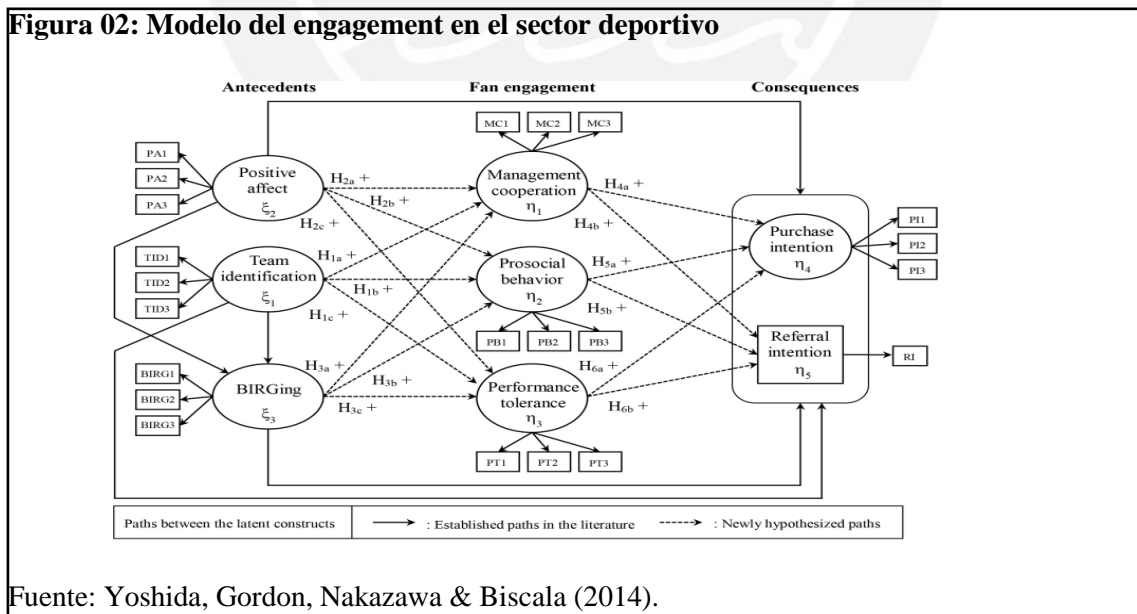 Figura 02: Modelo del engagement en el sector deportivo
Antecedents Fan engagement Consequences
MC1 MC2 MC3
PA1
PA2
PA3
Positive
affect
ξ2
H2a +
H2b +
H2c +
Management
cooperation
η1
H4a +
H4b +
Purchase
intention
η4
PI1
PI2
PI3
TID1
TID2
TID3
Team
identification
ξ1
H1a +
H1b +
H1c +
Prosocial
behavior
η2
H5a +
H5b +
PB1 PB2 PB3
Referral
intention
η5
RI
BIRG1
BIRG2
BIRG3
BIRGing
ξ3
H3a +
H3b +
H3c +
Performance
tolerance
η3
H6a +
H6b +
PT1 PT2 PT3
Paths between the latent constructs : Established paths in the literature : Newly hypothesized paths
Fuente: Yoshida, Gordon, Nakazawa & Biscala (2014).